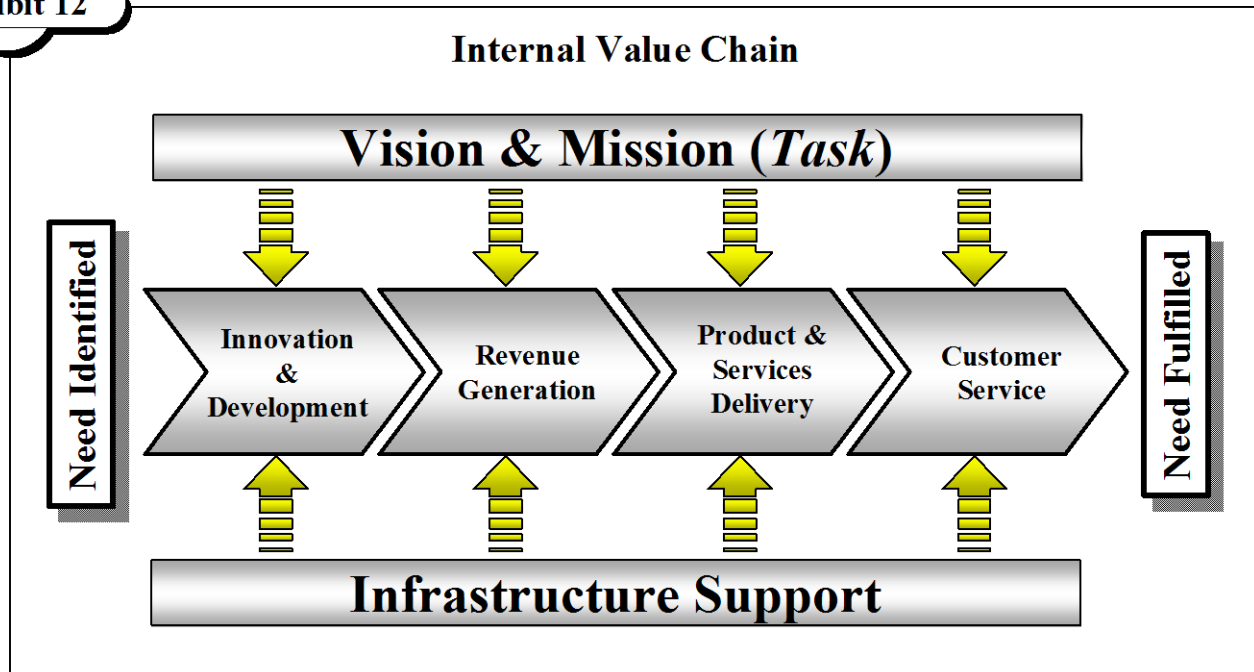 bit 12
Internal Value Chain
Vision & Mission (Task)
Need Identified
Innovation
&
Development
Revenue
Generation
Product &
Services
Delivery
Customer
Service
Need Fulfilled
Infrastructure Support